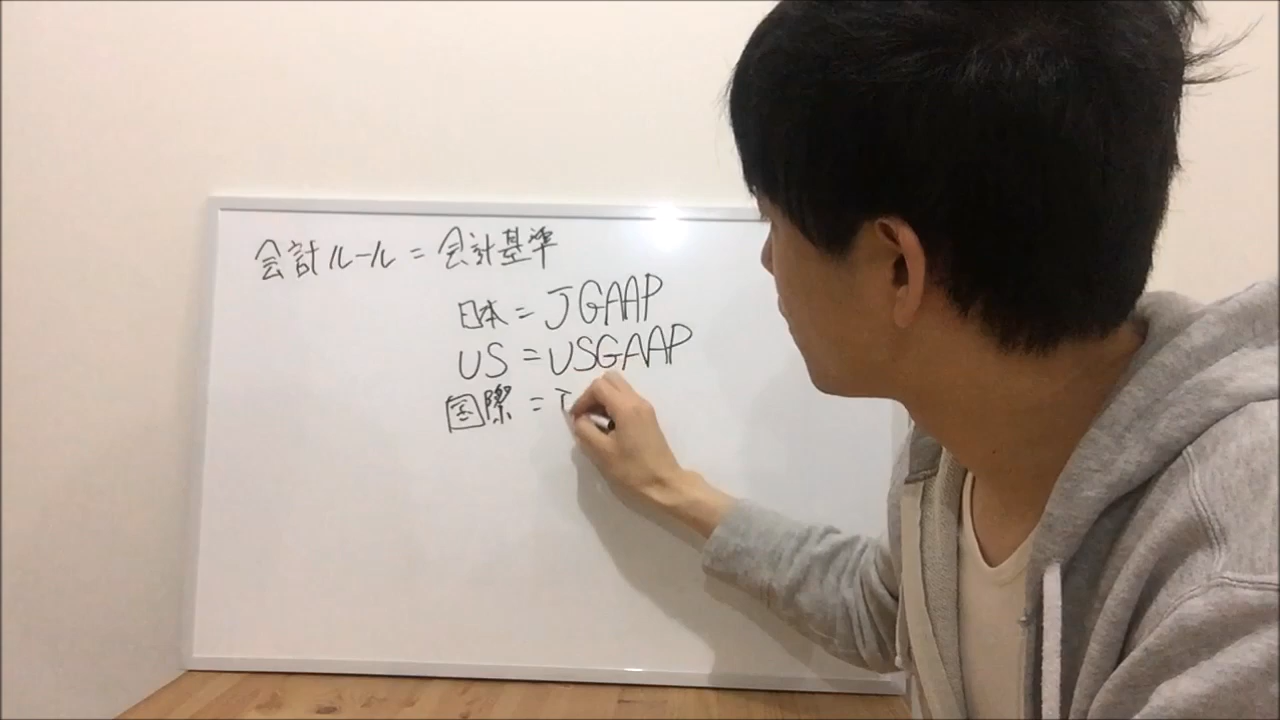 会計ルール = 会計基準
日本 = JGAAP
US = USGAAP
国際 = I